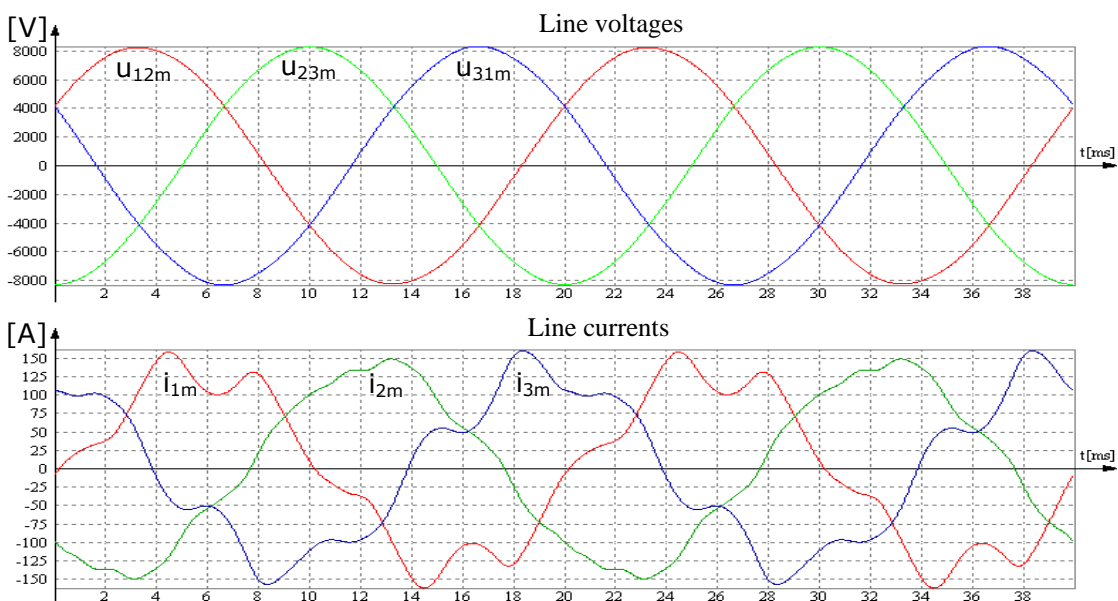 Line voltages
[V]
8000
6000
4000
2000
0
-2000
-4000
-6000
-8000
u12m
u23m
u31m
t[ms]
2 4 6 8 10 12 14 16 18 20 22 24 26 28 30 32 34 36 38
Line currents
[A]
150
125
100
75
50
25
0
-25
-50
-75
-100
-125
-150
i1m
i2m
i3m
t[ms]
2 4 6 8 10 12 14 16 18 20 22 24 26 28 30 32 34 36 38